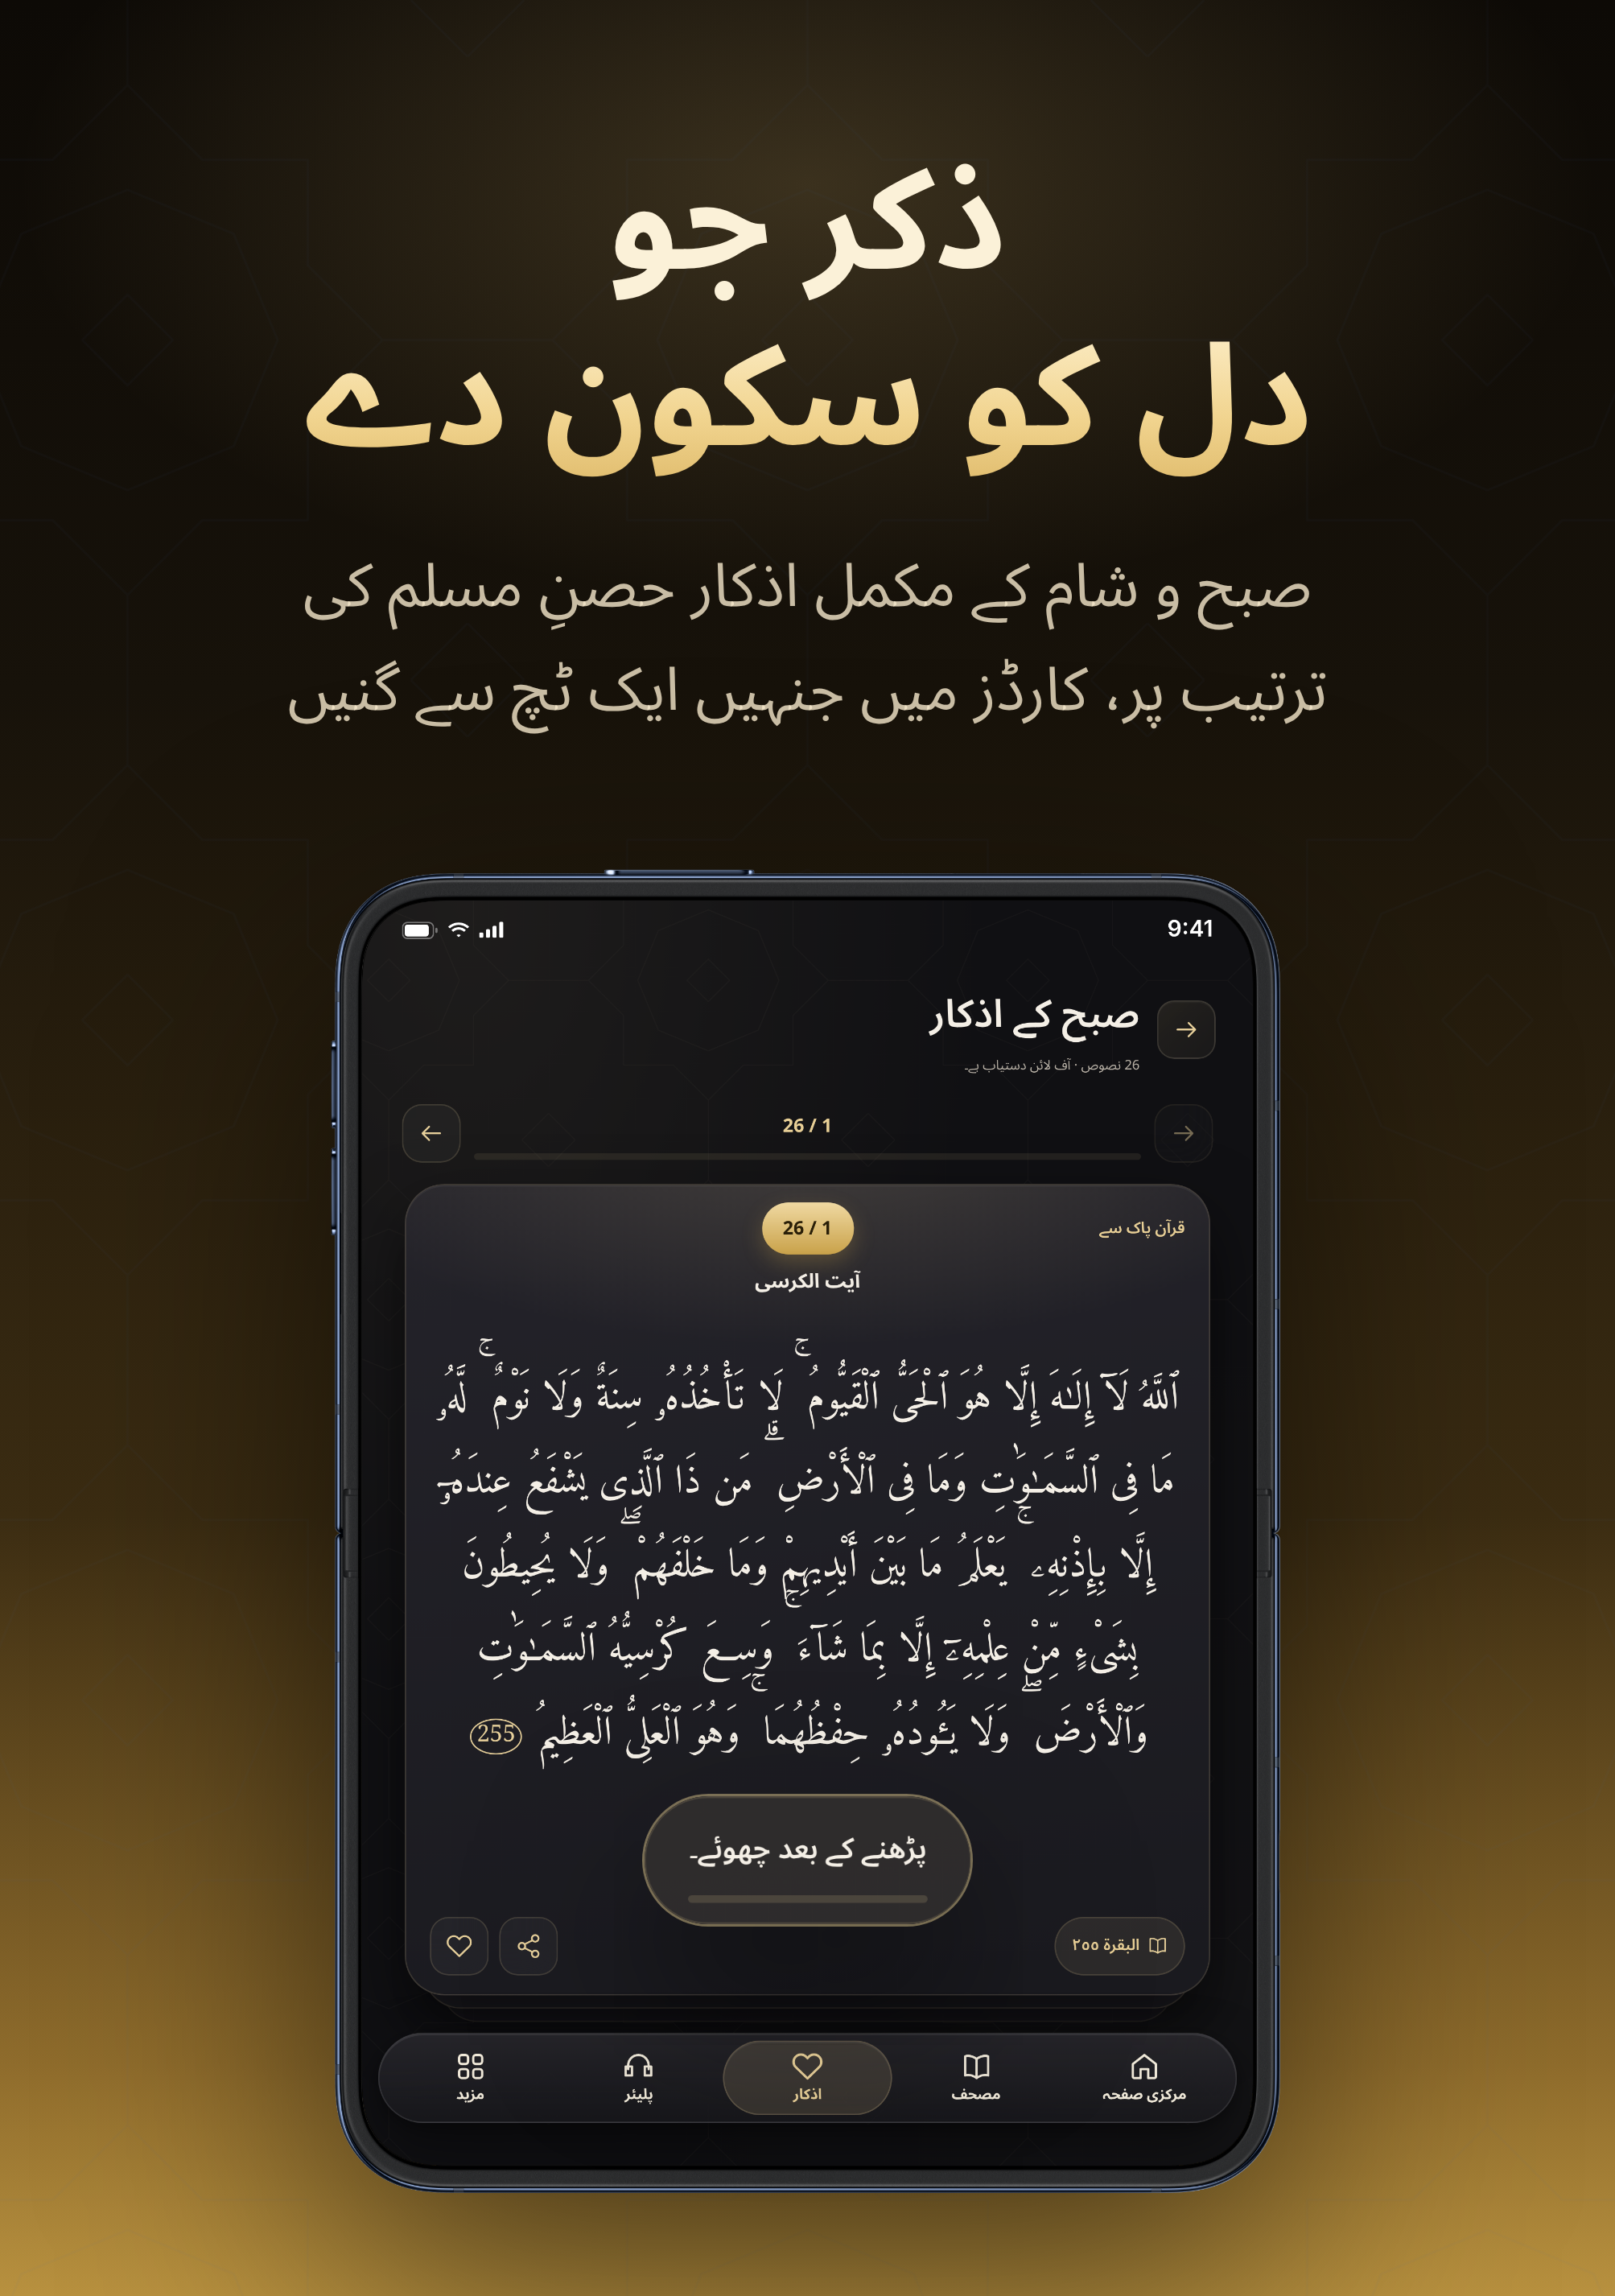 ذکر جو
دل کو سکون دے
صبح و شام کے مکمل اذکار حصنِ مسلم کی
ترتیب پر، کارڈز میں جنہیں ایک ٹچ سے گنیں
9:41
صبح کے اذکار
26 نصوص · آف لائن دستیاب ہے۔
26 / 1
قرآن پاک سے
26 / 1
آیت الکرسی
ٱللَّهُ لَآ إِلَـٰهَ إِلَّا هُوَ ٱلْحَىُّ ٱلْقَيُّومُ ۚ لَا تَأْخُذُهُۥ سِنَةٌ وَلَا نَوْمٌ ۚ لَّهُۥ
مَا فِى ٱلسَّمَـٰوَٰتِ وَمَا فِى ٱلْأَرْضِ ۗ مَن ذَا ٱلَّذِى يَشْفَعُ عِندَهُۥٓ
إِلَّا بِإِذْنِهِۦ ۚ يَعْلَمُ مَا بَيْنَ أَيْدِيهِمْ وَمَا خَلْفَهُمْ ۖ وَلَا يُحِيطُونَ
بِشَىْءٍ مِّنْ عِلْمِهِۦٓ إِلَّا بِمَا شَآءَ ۚ وَسِعَ كُرْسِيُّهُ ٱلسَّمَـٰوَٰتِ
وَٱلْأَرْضَ ۖ وَلَا يَـُٔودُهُۥ حِفْظُهُمَا ۚ وَهُوَ ٱلْعَلِىُّ ٱلْعَظِيمُ 255
پڑھنے کے بعد چھوئے۔
البقرة ٢٥٥
مرکزی صفحہ
مصحف
اذکار
پلیئر
مزید